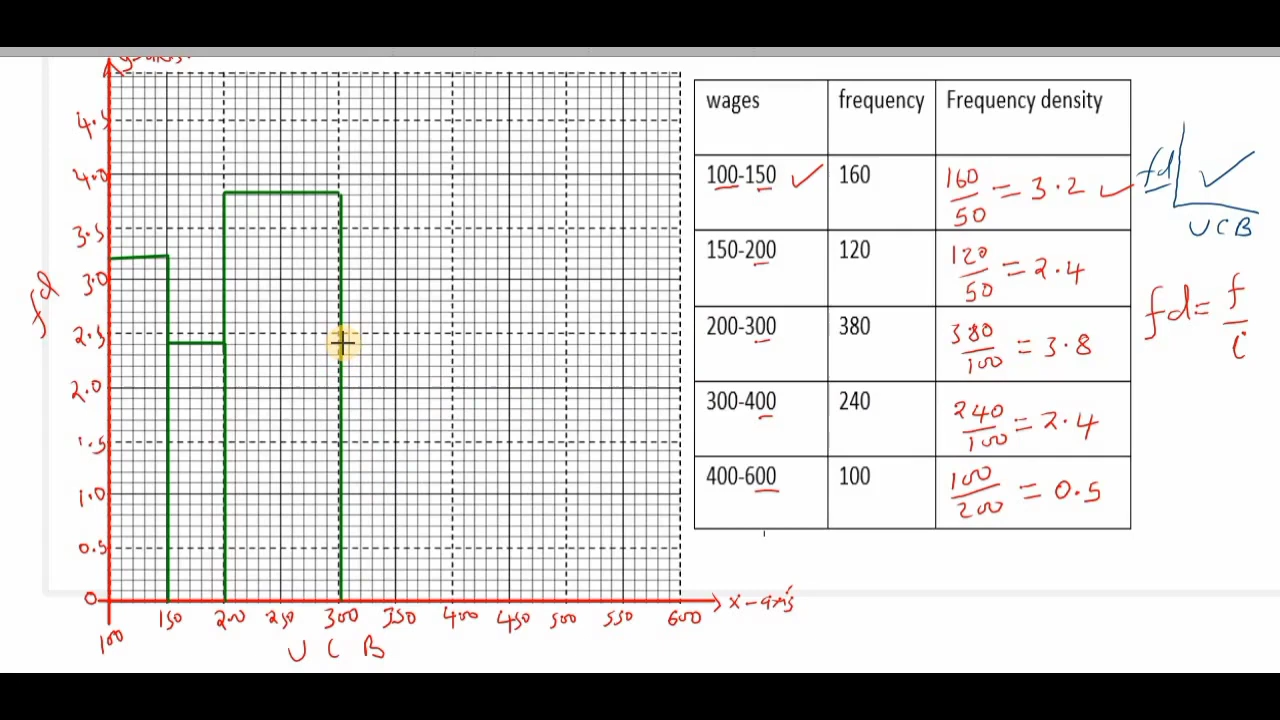 y-axis
4.5
4.0
3.5
3.0
2.5
2.0
1.5
1.0
0.5
0
fd
100 150 200 250 300 350 400 450 500 550 600
x-axis
U C B
wages frequency Frequency density
100-150 160 160/50 = 3.2
150-200 120 120/50 = 2.4
200-300 380 380/100 = 3.8
300-400 240 240/100 = 2.4
400-600 100 100/200 = 0.5
fd
UCB
fd = f/i